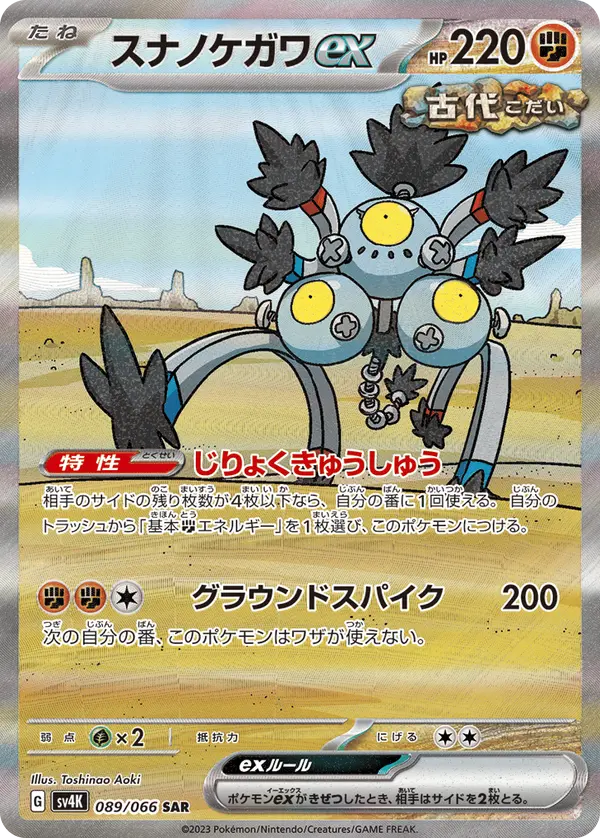 たね
スナノケガワex
HP 220
古代 こだい
特性 とくせい
じりょくきゅうしゅう
相手のサイドの残り枚数が4枚以下なら、自分の番に1回使える。自分の
トラッシュから「基本エネルギー」を1枚選び、このポケモンにつける。
グラウンドスパイク 200
次の自分の番、このポケモンはワザが使えない。
弱点 ×2 抵抗力 にげる
exルール
ポケモンexがきぜつしたとき、相手はサイドを2枚とる。
Illus. Toshinao Aoki
G sv4K 089/066 SAR
©2023 Pokémon/Nintendo/Creatures/GAME FREAK.